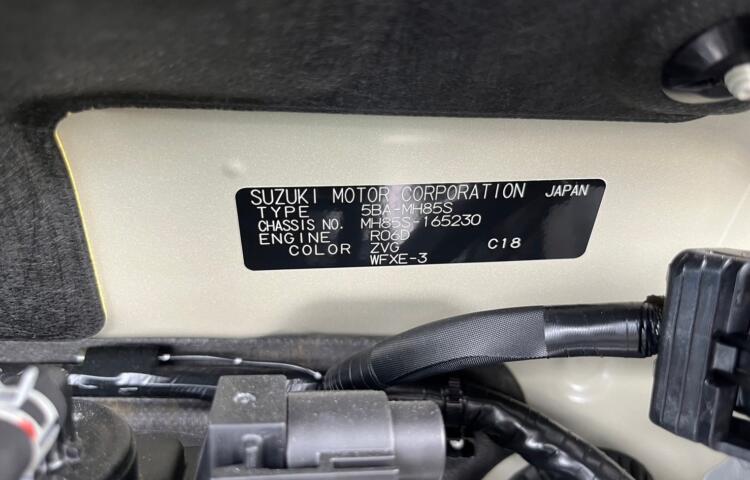 SUZUKI MOTOR CORPORATION JAPAN
TYPE 5BA-MH85S
CHASSIS NO. MH85S-165230
ENGINE R06D
COLOR ZVG C18
WFXE-3